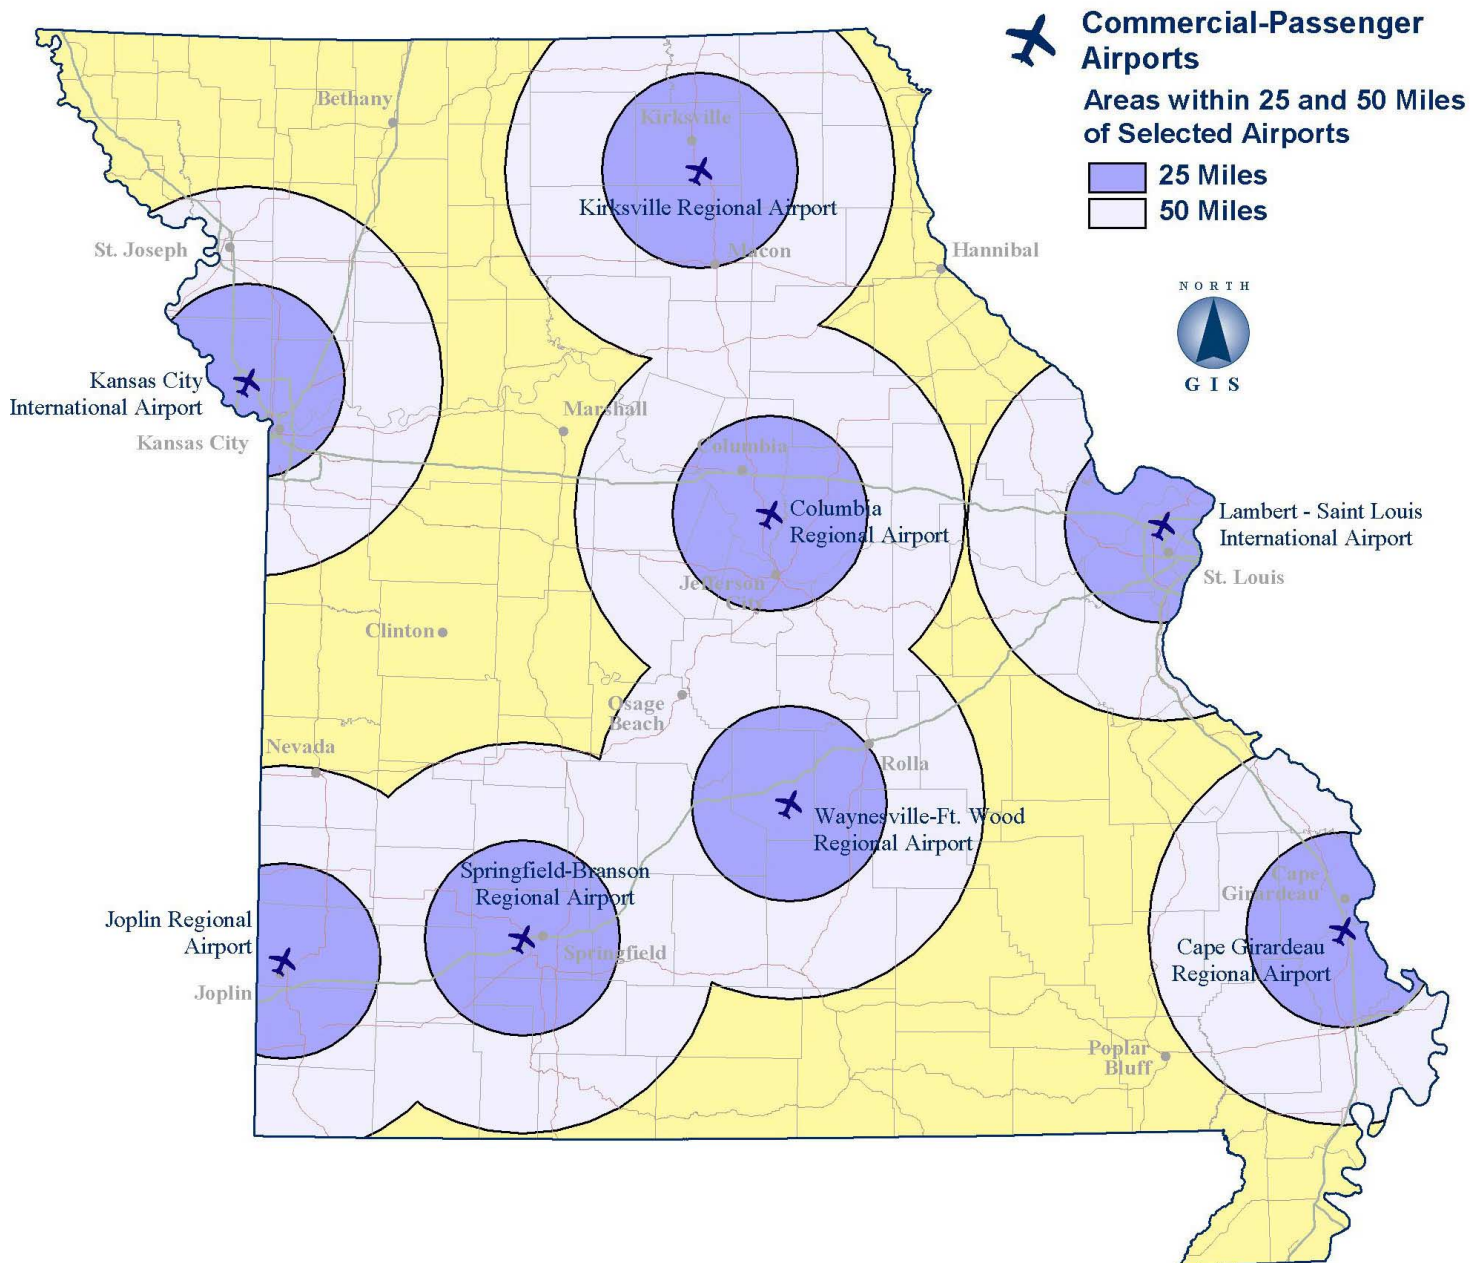 Commercial-Passenger
Airports
Areas within 25 and 50 Miles
of Selected Airports
25 Miles
50 Miles
NORTH
GIS
Bethany
Kirksville
Kirksville Regional Airport
St. Joseph
Macon
Hannibal
Kansas City
International Airport
Kansas City
Marshall
Columbia
Columbia
Regional Airport
Lambert - Saint Louis
International Airport
St. Louis
Jefferson
City
Clinton
Osage
Beach
Nevada
Rolla
Waynesville-Ft. Wood
Regional Airport
Springfield-Branson
Regional Airport
Springfield
Joplin Regional
Airport
Joplin
Cape
Girardeau
Cape Girardeau
Regional Airport
Poplar
Bluff